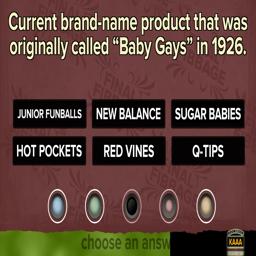 Current brand-name product that was
originally called “Baby Gays” in 1926.
JUNIOR FUNBALLS
NEW BALANCE
SUGAR BABIES
HOT POCKETS
RED VINES
Q-TIPS
choose an answ
KAAA